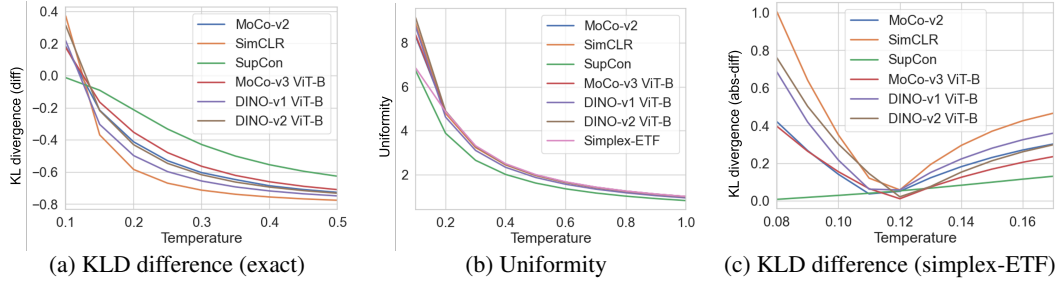 KL divergence (diff)
0.4
0.2
0.0
−0.2
−0.4
−0.6
−0.8
MoCo-v2
SimCLR
SupCon
MoCo-v3 ViT-B
DINO-v1 ViT-B
DINO-v2 ViT-B
0.1 0.2 0.3 0.4 0.5
Temperature
(a) KLD difference (exact)
Uniformity
8
6
4
2
MoCo-v2
SimCLR
SupCon
MoCo-v3 ViT-B
DINO-v1 ViT-B
DINO-v2 ViT-B
Simplex-ETF
0.2 0.4 0.6 0.8 1.0
Temperature
(b) Uniformity
KL divergence (abs-diff)
1.0
0.8
0.6
0.4
0.2
0.0
MoCo-v2
SimCLR
SupCon
MoCo-v3 ViT-B
DINO-v1 ViT-B
DINO-v2 ViT-B
0.08 0.10 0.12 0.14 0.16
Temperature
(c) KLD difference (simplex-ETF)